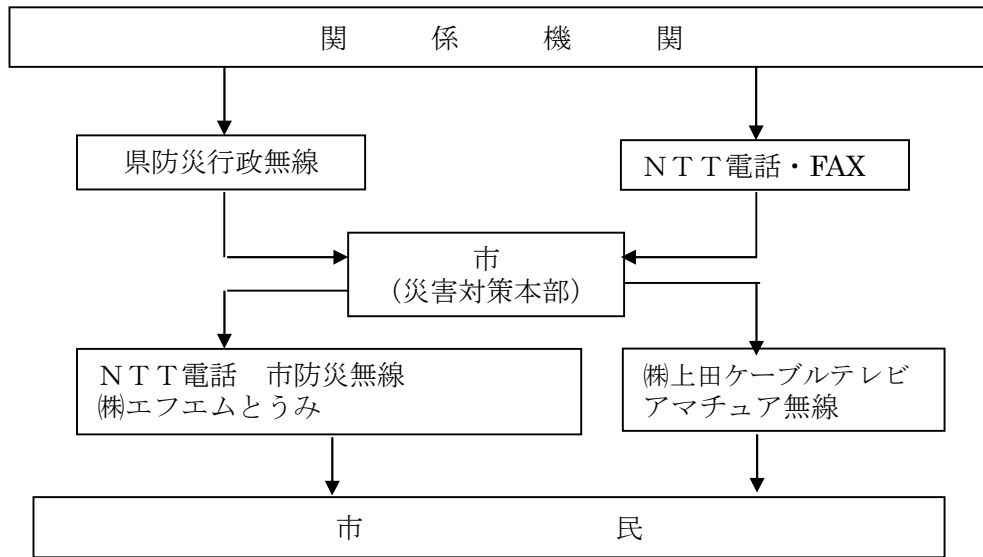 関　係　機　関
県防災行政無線
ＮＴＴ電話・FAX
市
（災害対策本部）
ＮＴＴ電話　市防災無線
㈱エフエムとうみ
㈱上田ケーブルテレビ
アマチュア無線
市　民